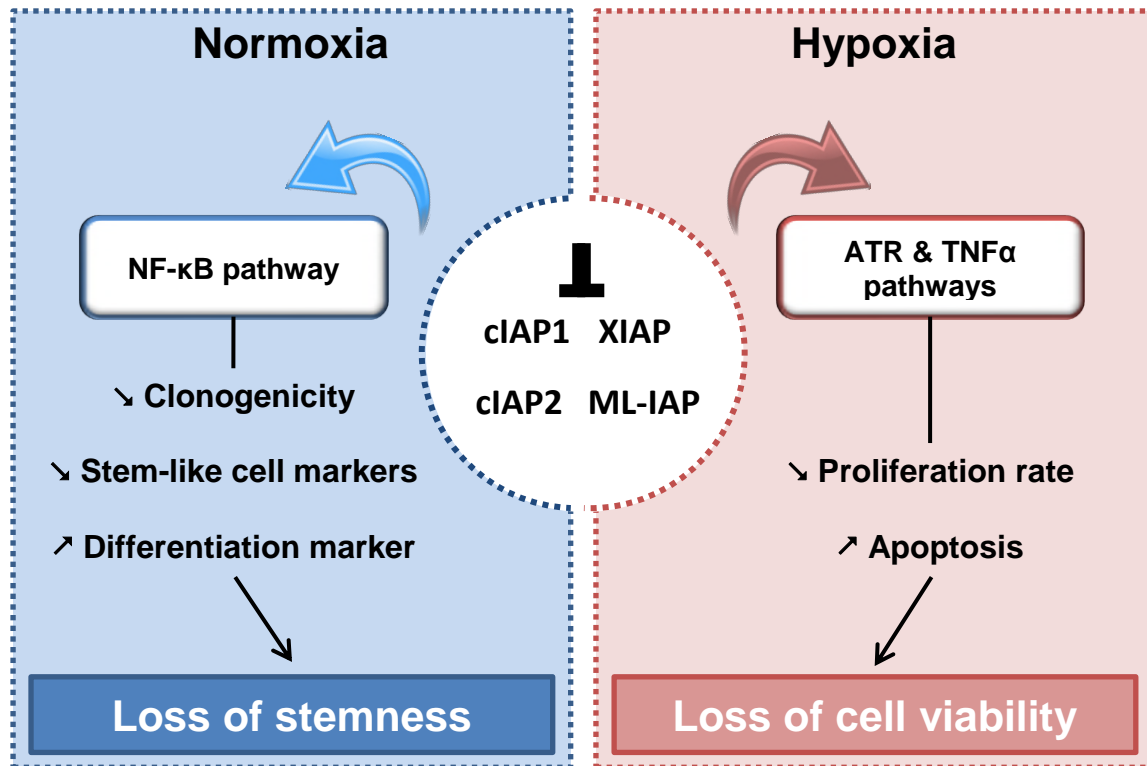 Normoxia
NF-κB pathway
↘ Clonogenicity
↘ Stem-like cell markers
↗ Differentiation marker
Loss of stemness
cIAP1 XIAP
cIAP2 ML-IAP
Hypoxia
ATR & TNFα
pathways
↘ Proliferation rate
↗ Apoptosis
Loss of cell viability